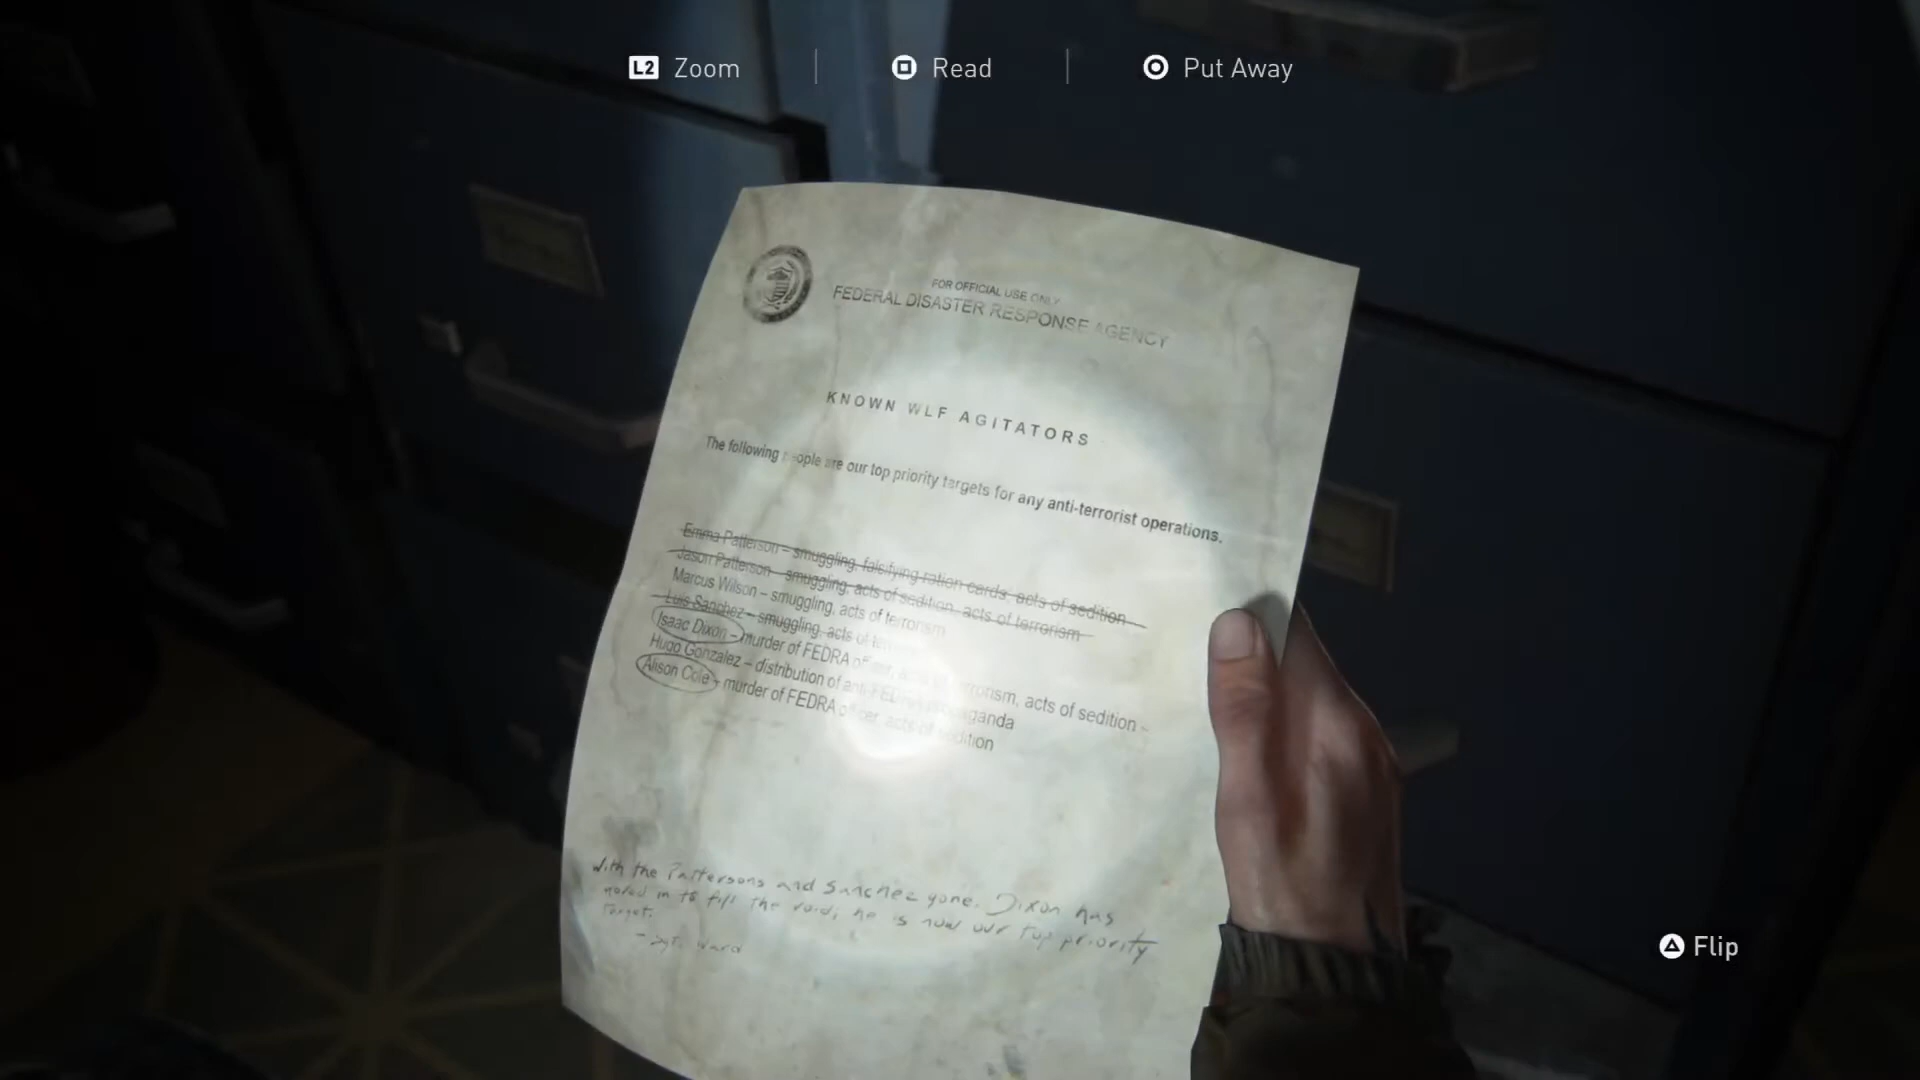 L2 Zoom | Read | Put Away
FOR OFFICIAL USE ONLY
FEDERAL DISASTER RESPONSE AGENCY
KNOWN WLF AGITATORS
The following people are our top priority targets for any anti-terrorist operations.
Emma Patterson – smuggling, falsifying ration cards, acts of sedition
Jason Patterson – smuggling, acts of sedition, acts of terrorism
Marcus Wilson – smuggling, acts of terrorism
Luis Sanchez – smuggling, acts of terrorism
Isaac Dixon – murder of FEDRA officer, acts of terrorism, acts of sedition –
Hugo Gonzalez – distribution of anti-FEDRA propaganda
Alison Cole – murder of FEDRA officer, acts of sedition
With the Pattersons and Sanchez gone, Dixon has
moved in to fill the void; he is now our top priority
target.
- Sgt. Ward
Flip